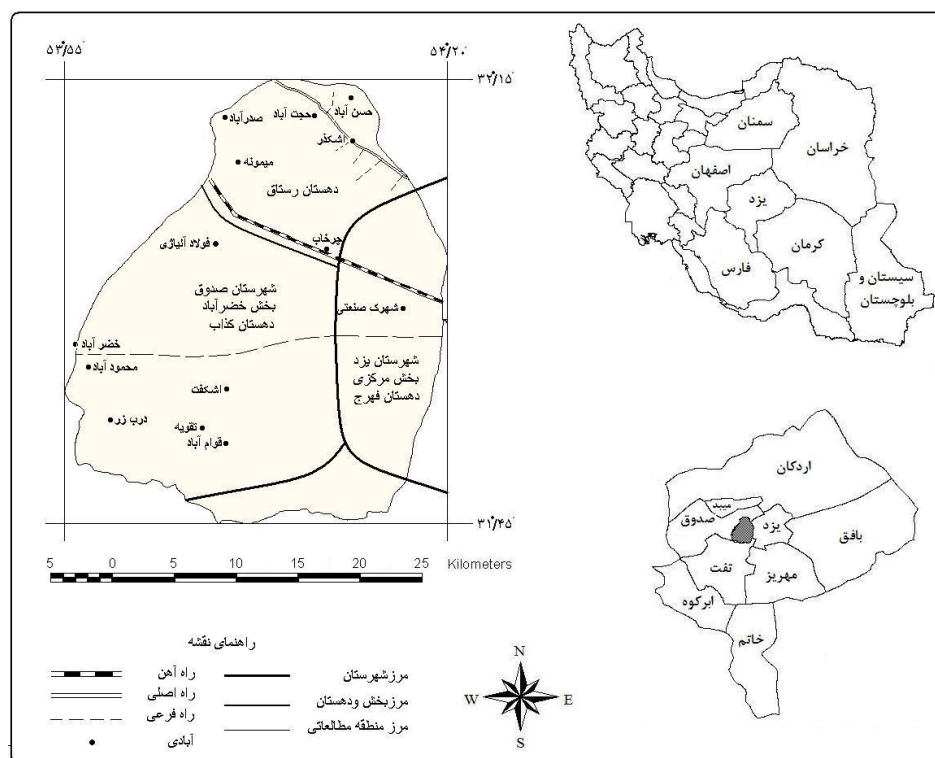 ۵۳°/۵۵′
۵۴°/۲۰′
۳۲°/۱۵′
حسن آباد
حجت آباد
صدرآباد
اشکذر
میمونه
دهستان رستاق
چرخاب
فولاد آلیاژی
شهرستان صدوق
بخش خضرآباد
دهستان کذاب
شهرک صنعتی
خضر آباد
محمود آباد
شهرستان یزد
بخش مرکزی
دهستان فهرج
اشکفت
درب زر
تقویه
قوام آباد
۳۱°/۴۵′
5 0 5 10 15 20 25 Kilometers
راهنمای نقشه
مرزشهرستان
مرزبخش ودهستان
مرز منطقه مطالعاتی
راه آهن
راه اصلی
راه فرعی
آبادی
N
W E
S
سمنان
خراسان
اصفهان
یزد
کرمان
فارس
سیستان و
بلوچستان
اردکان
میبد
صدوق
یزد
بافق
تفت
مهریز
ابرکوه
خاتم